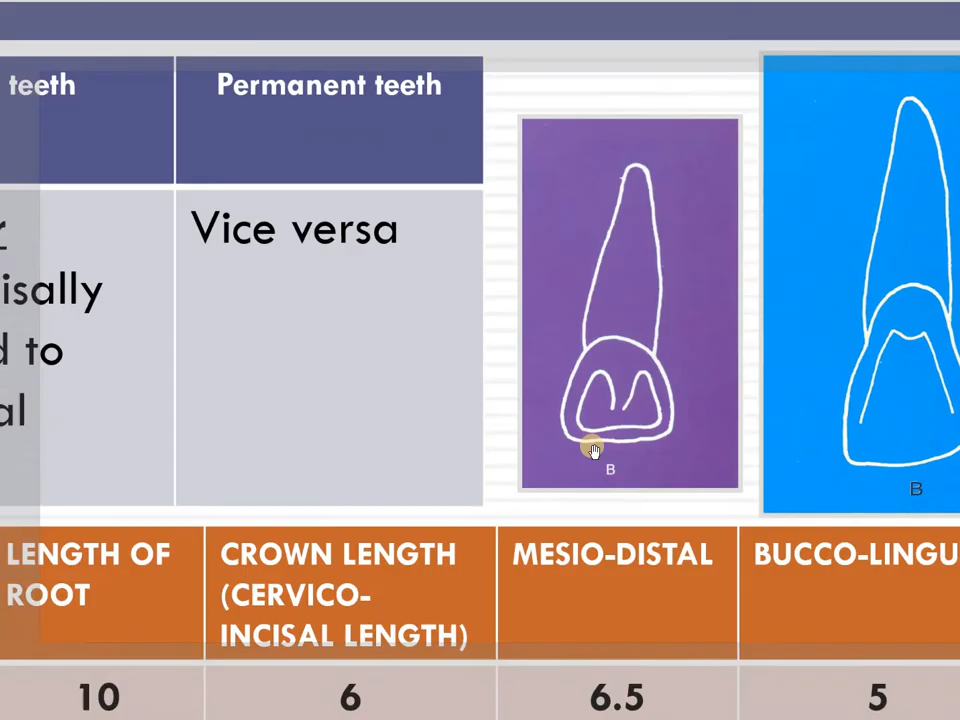 teeth
Permanent teeth
Vice versa
isally
to
al
B
B
LENGTH OF
ROOT
CROWN LENGTH
(CERVICO-
INCISAL LENGTH)
MESIO-DISTAL
BUCCO-LINGU
10
6
6.5
5